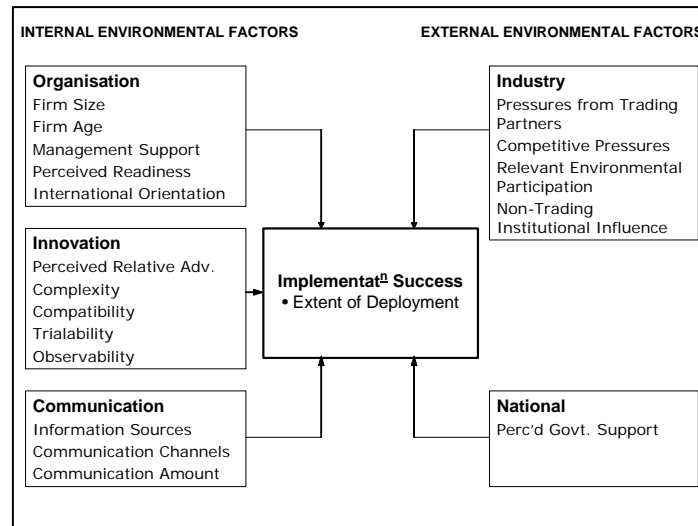 INTERNAL ENVIRONMENTAL FACTORS
EXTERNAL ENVIRONMENTAL FACTORS
Organisation
Firm Size
Firm Age
Management Support
Perceived Readiness
International Orientation
Industry
Pressures from Trading
Partners
Competitive Pressures
Relevant Environmental
Participation
Non-Trading
Institutional Influence
Innovation
Perceived Relative Adv.
Complexity
Compatibility
Trialability
Observability
Implementatⁿ Success
• Extent of Deployment
Communication
Information Sources
Communication Channels
Communication Amount
National
Perc'd Govt. Support